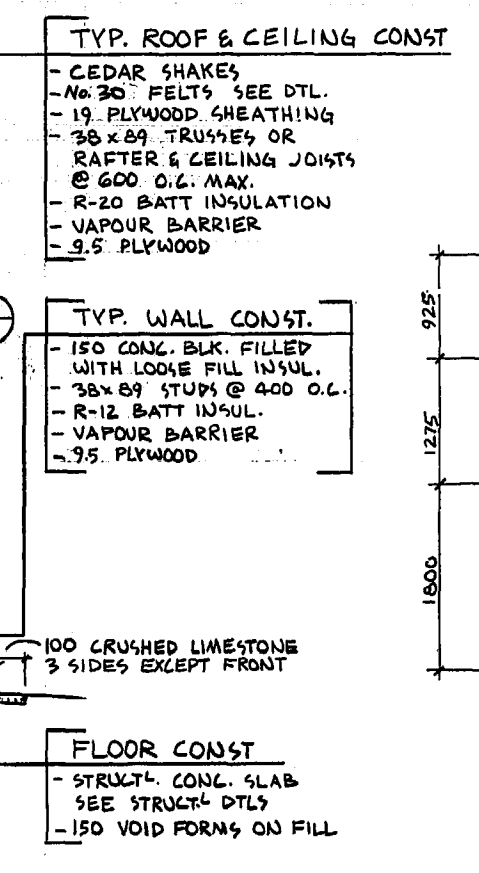 TYP. ROOF & CEILING CONST
- CEDAR SHAKES
- No. 30 FELTS SEE DTL.
- 19 PLYWOOD SHEATHING
- 38 x 89 TRUSSES OR
RAFTER & CEILING JOISTS
@ 600 O.C. MAX.
- R-20 BATT INSULATION
- VAPOUR BARRIER
- 9.5 PLYWOOD
925
TYP. WALL CONST.
- 150 CONC. BLK. FILLED
WITH LOOSE FILL INSUL.
- 38 x 89 STUDS @ 400 O.C.
- R-12 BATT INSUL.
- VAPOUR BARRIER
- 9.5 PLYWOOD
1275
1800
100 CRUSHED LIMESTONE
3 SIDES EXCEPT FRONT
FLOOR CONST
- STRUCTL. CONC. SLAB
SEE STRUCT.L DTLS
- 150 VOID FORMS ON FILL